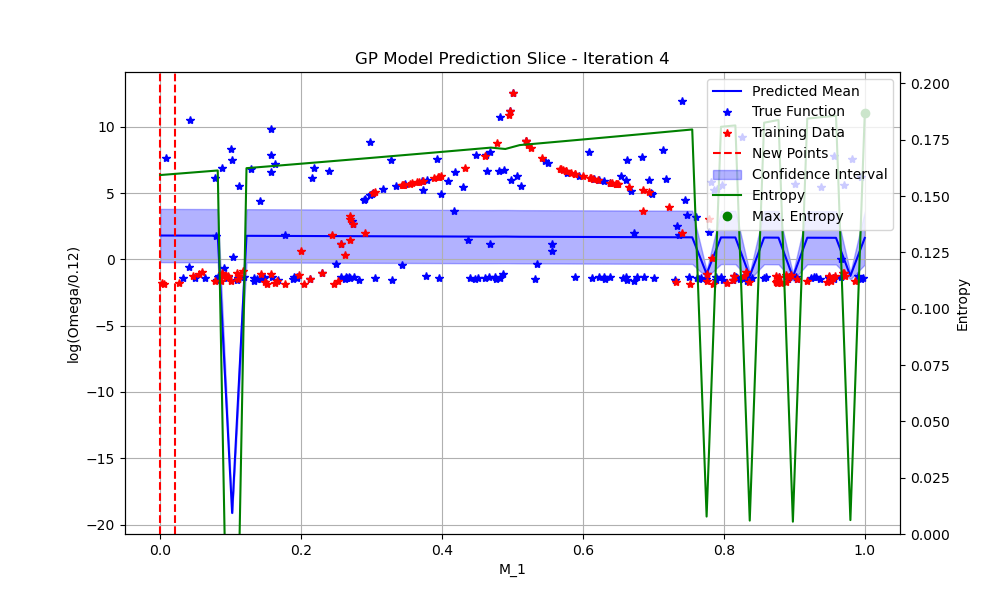 GP Model Prediction Slice - Iteration 4
log(Omega/0.12)
10
5
0
−5
−10
−15
−20
0.0 0.2 0.4 0.6 0.8 1.0
M_1
0.200
0.175
0.150
0.125
0.100
0.075
0.050
0.025
0.000
Entropy
Predicted Mean
True Function
Training Data
New Points
Confidence Interval
Entropy
Max. Entropy